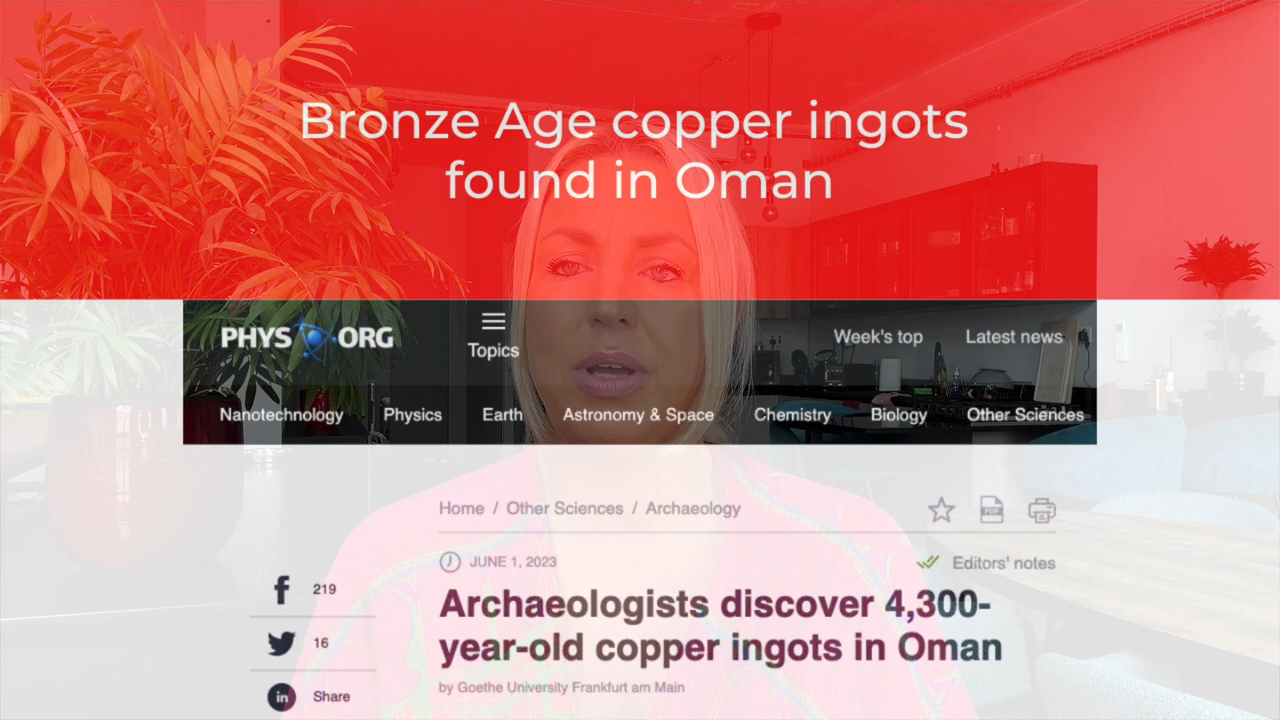 Bronze Age copper ingots
found in Oman
PHYS ORG
Topics
Week's top
Latest news
Nanotechnology Physics Earth Astronomy & Space Chemistry Biology Other Sciences
Home / Other Sciences / Archaeology
PDF
JUNE 1, 2023
Editors' notes
Archaeologists discover 4,300-
year-old copper ingots in Oman
by Goethe University Frankfurt am Main
f 219
16
in Share